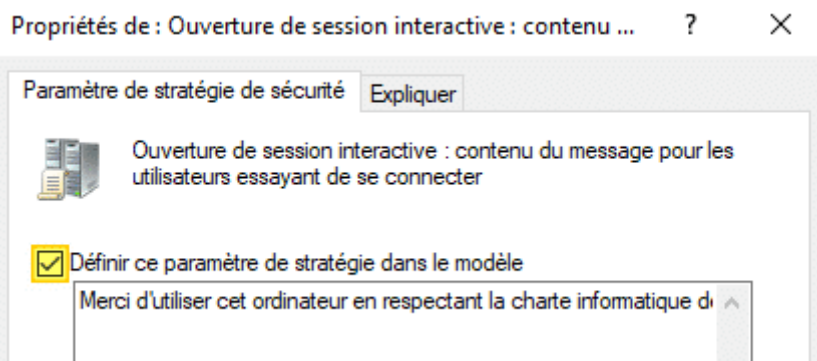 Propriétés de : Ouverture de session interactive : contenu ... ? ×
Paramètre de stratégie de sécurité Expliquer
Ouverture de session interactive : contenu du message pour les
utilisateurs essayant de se connecter
Définir ce paramètre de stratégie dans le modèle
Merci d'utiliser cet ordinateur en respectant la charte informatique